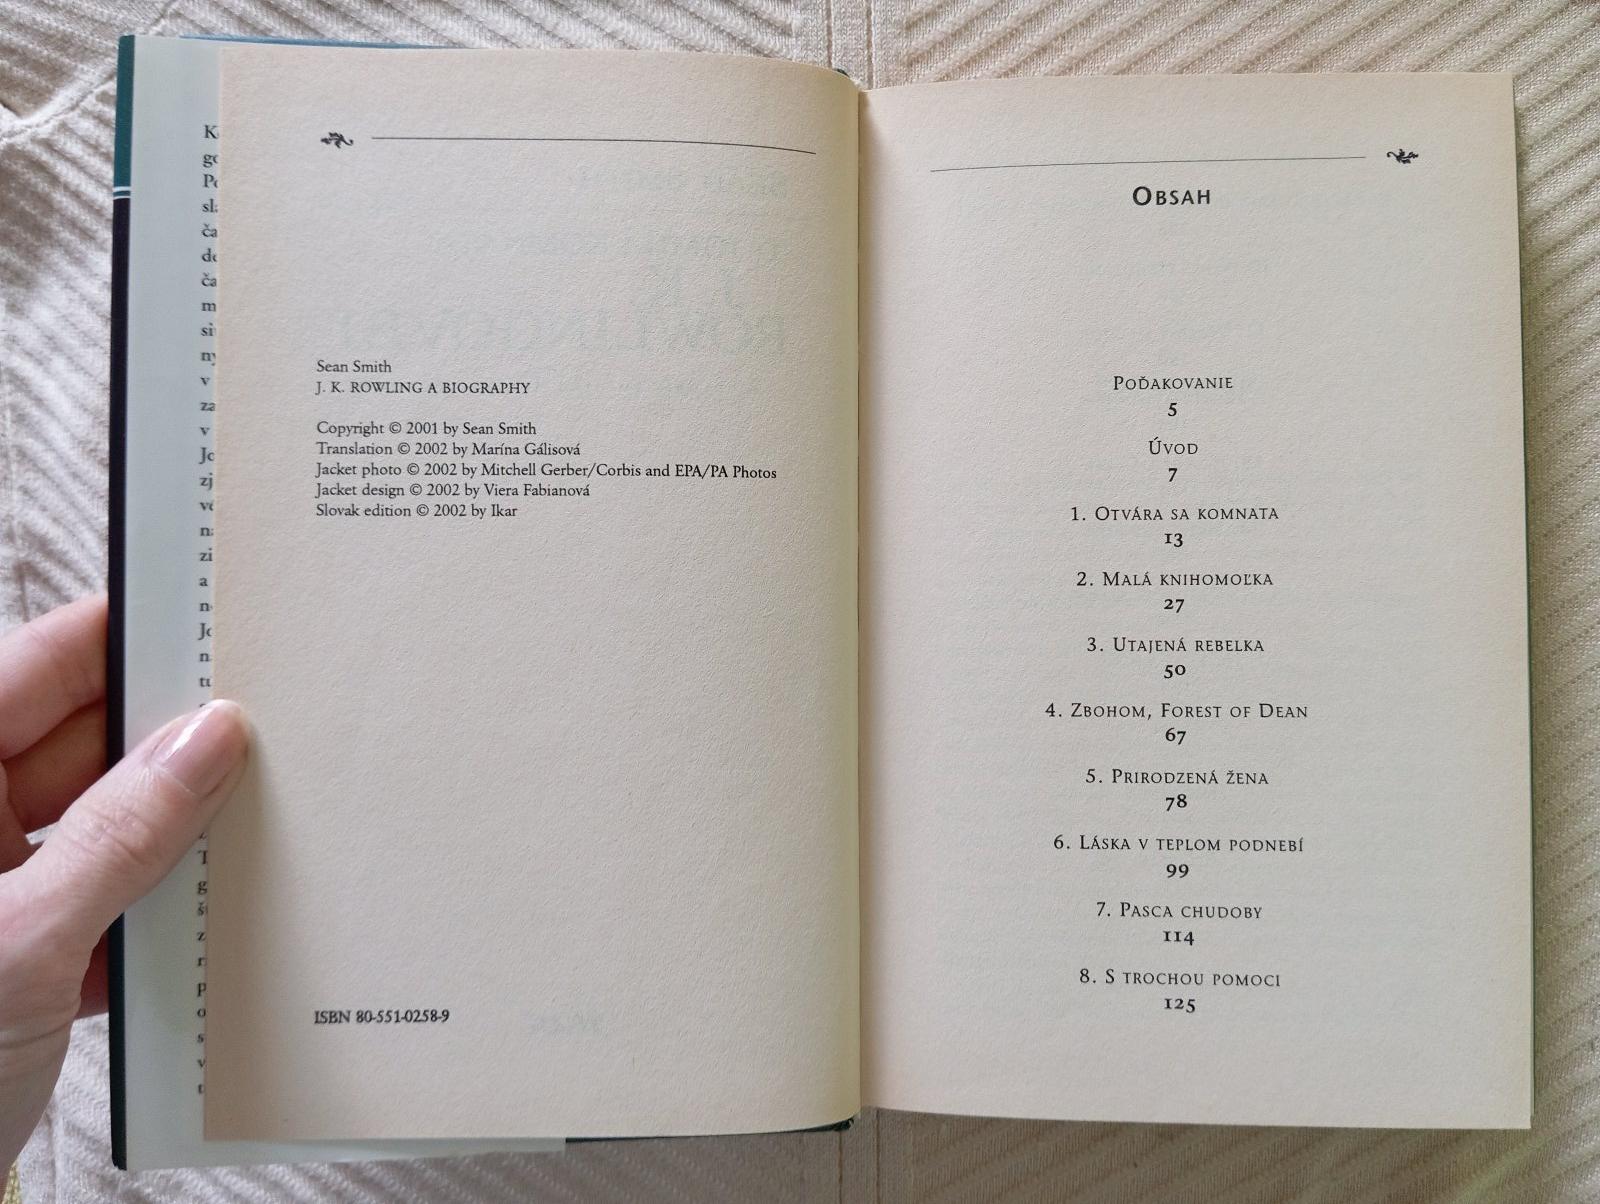 Sean Smith
J. K. ROWLING A BIOGRAPHY
Copyright © 2001 by Sean Smith
Translation © 2002 by Marína Gálisová
Jacket photo © 2002 by Mitchell Gerber/Corbis and EPA/PA Photos
Jacket design © 2002 by Viera Fabianová
Slovak edition © 2002 by Ikar
ISBN 80-551-0258-9
OBSAH
POĎAKOVANIE
5
ÚVOD
7
1. OTVÁRA SA KOMNATA
13
2. MALÁ KNIHOMOĽKA
27
3. UTAJENÁ REBELKA
50
4. ZBOHOM, FOREST OF DEAN
67
5. PRIRODZENÁ ŽENA
78
6. LÁSKA V TEPLOM PODNEBÍ
99
7. PASCA CHUDOBY
114
8. S TROCHOU POMOCI
125